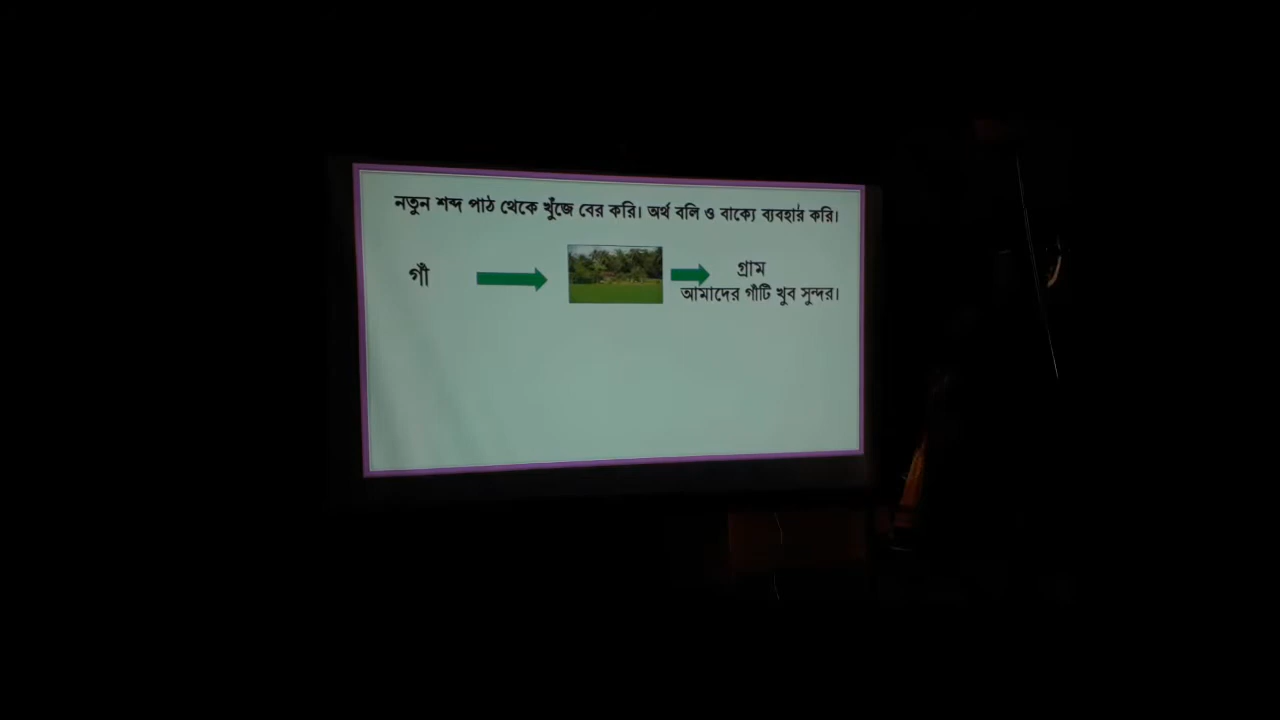 নতুন শব্দ পাঠ থেকে খুঁজে বের করি। অর্থ বলি ও বাক্যে ব্যবহার করি।
গাঁ
গ্রাম
আমাদের গাঁটি খুব সুন্দর।